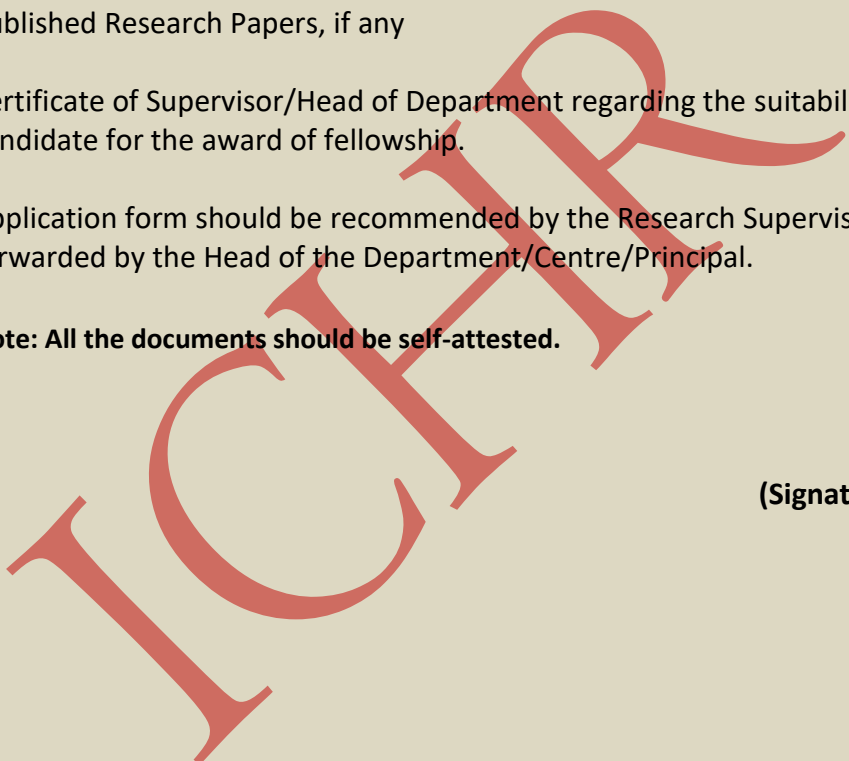 ublished Research Papers, if any
ertificate of Supervisor/Head of Department regarding the suitabil
ndidate for the award of fellowship.
pplication form should be recommended by the Research Supervis
rwarded by the Head of the Department/Centre/Principal.
ote: All the documents should be self-attested.
(Signat
ICHR